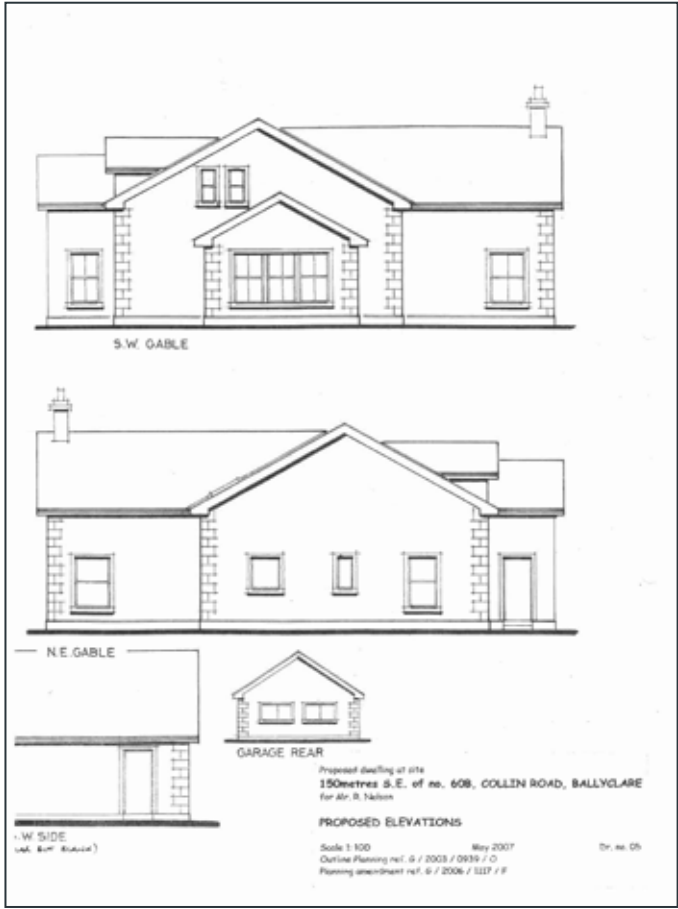 S.W. GABLE
N.E. GABLE
GARAGE REAR
.W. SIDE
BUT
Proposed dwelling at site
150metres S.E. of no. 60B, COLLIN ROAD, BALLYCLARE
for Mr. R. Nelson
PROPOSED ELEVATIONS
Scale 1:100 May 2007 Dr. no. 05
Outline Planning ref. G / 2003 / 0939 / O
Planning amendment ref. G / 2006 / 1117 / F